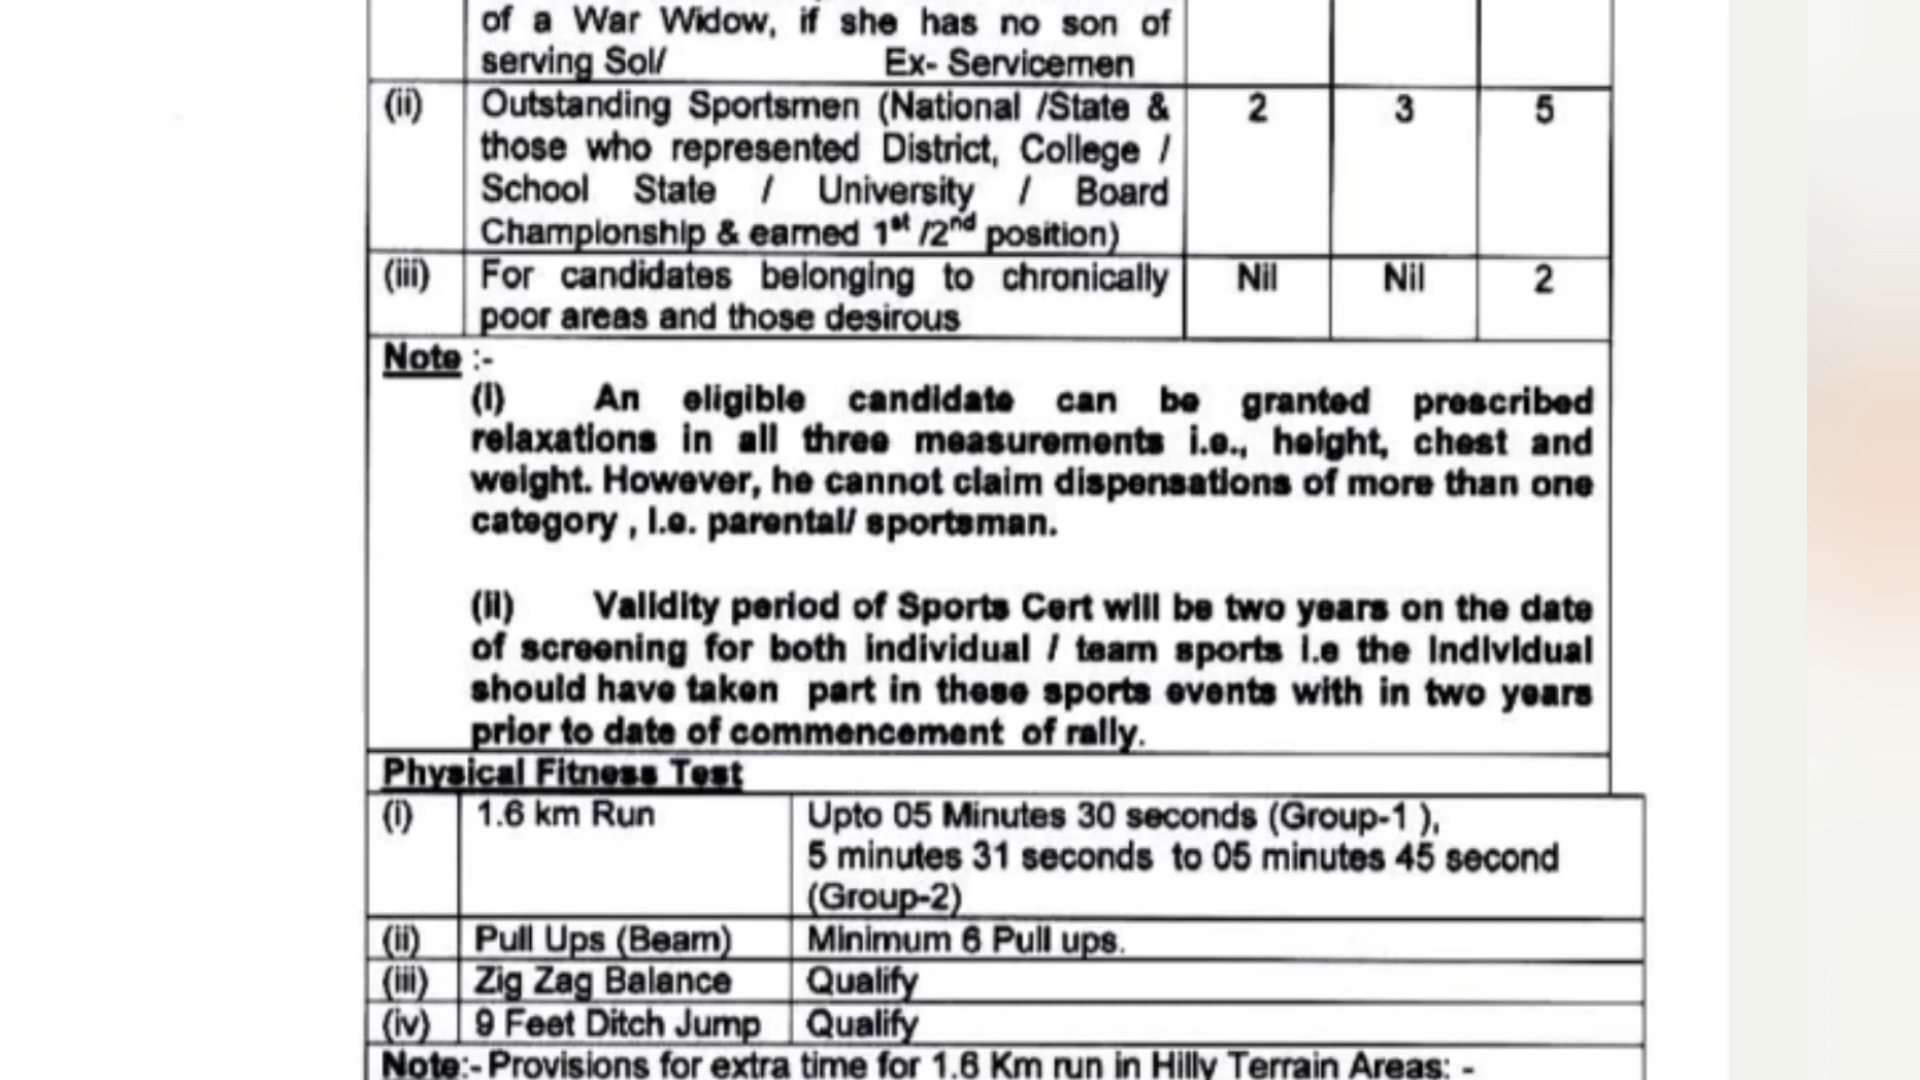 of a War Widow, if she has no son of
serving Sol/ Ex- Servicemen
(ii) Outstanding Sportsmen (National /State & 2 3 5
those who represented District, College /
School State / University / Board
Championship & earned 1st /2nd position)
(iii) For candidates belonging to chronically Nil Nil 2
poor areas and those desirous
Note :-
(i) An eligible candidate can be granted prescribed
relaxations in all three measurements i.e., height, chest and
weight. However, he cannot claim dispensations of more than one
category , i.e. parental/ sportsman.
(ii) Validity period of Sports Cert will be two years on the date
of screening for both individual / team sports i.e the individual
should have taken part in these sports events with in two years
prior to date of commencement of rally.
Physical Fitness Test
(i) 1.6 km Run Upto 05 Minutes 30 seconds (Group-1 ),
5 minutes 31 seconds to 05 minutes 45 second
(Group-2)
(ii) Pull Ups (Beam) Minimum 6 Pull ups.
(iii) Zig Zag Balance Qualify
(iv) 9 Feet Ditch Jump Qualify
Note:- Provisions for extra time for 1.6 Km run in Hilly Terrain Areas: -